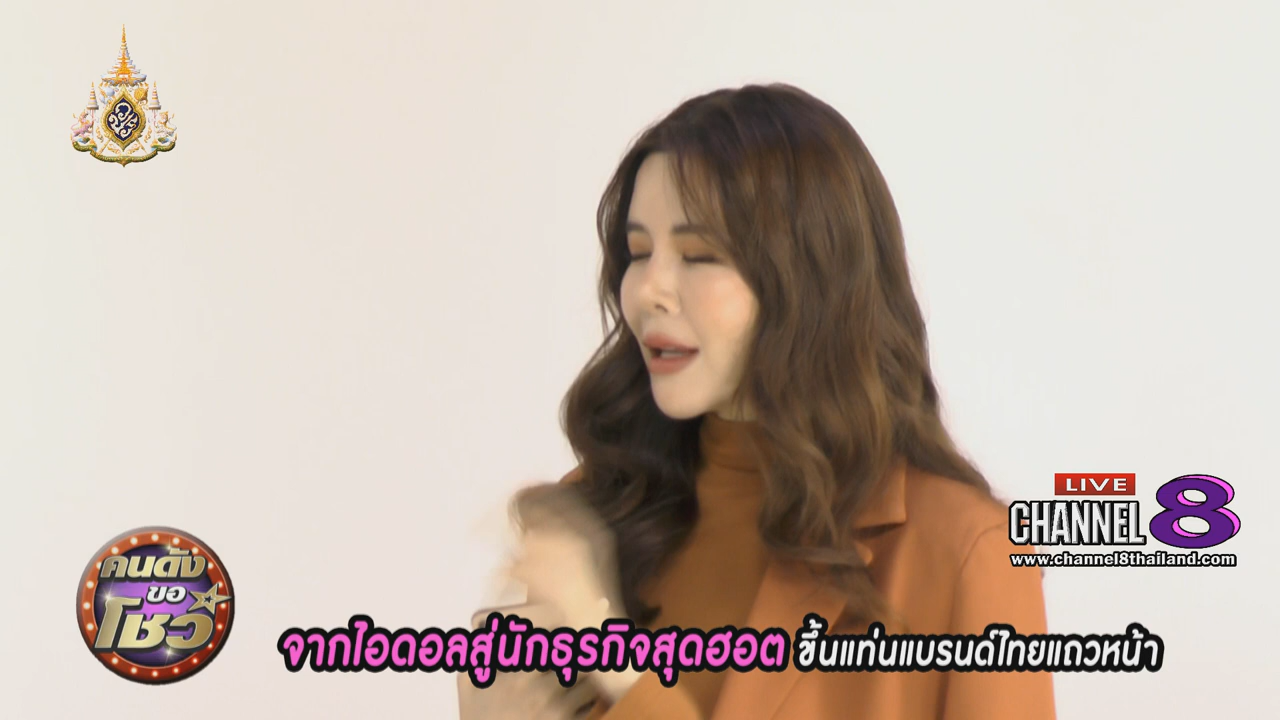 LIVE
CHANNEL 8
www.channel8thailand.com
คนดัง
ขอ
โชว์
จากไอดอลสู่นักธุรกิจสุดฮอต ขึ้นแท่นแบรนด์ไทยแถวหน้า